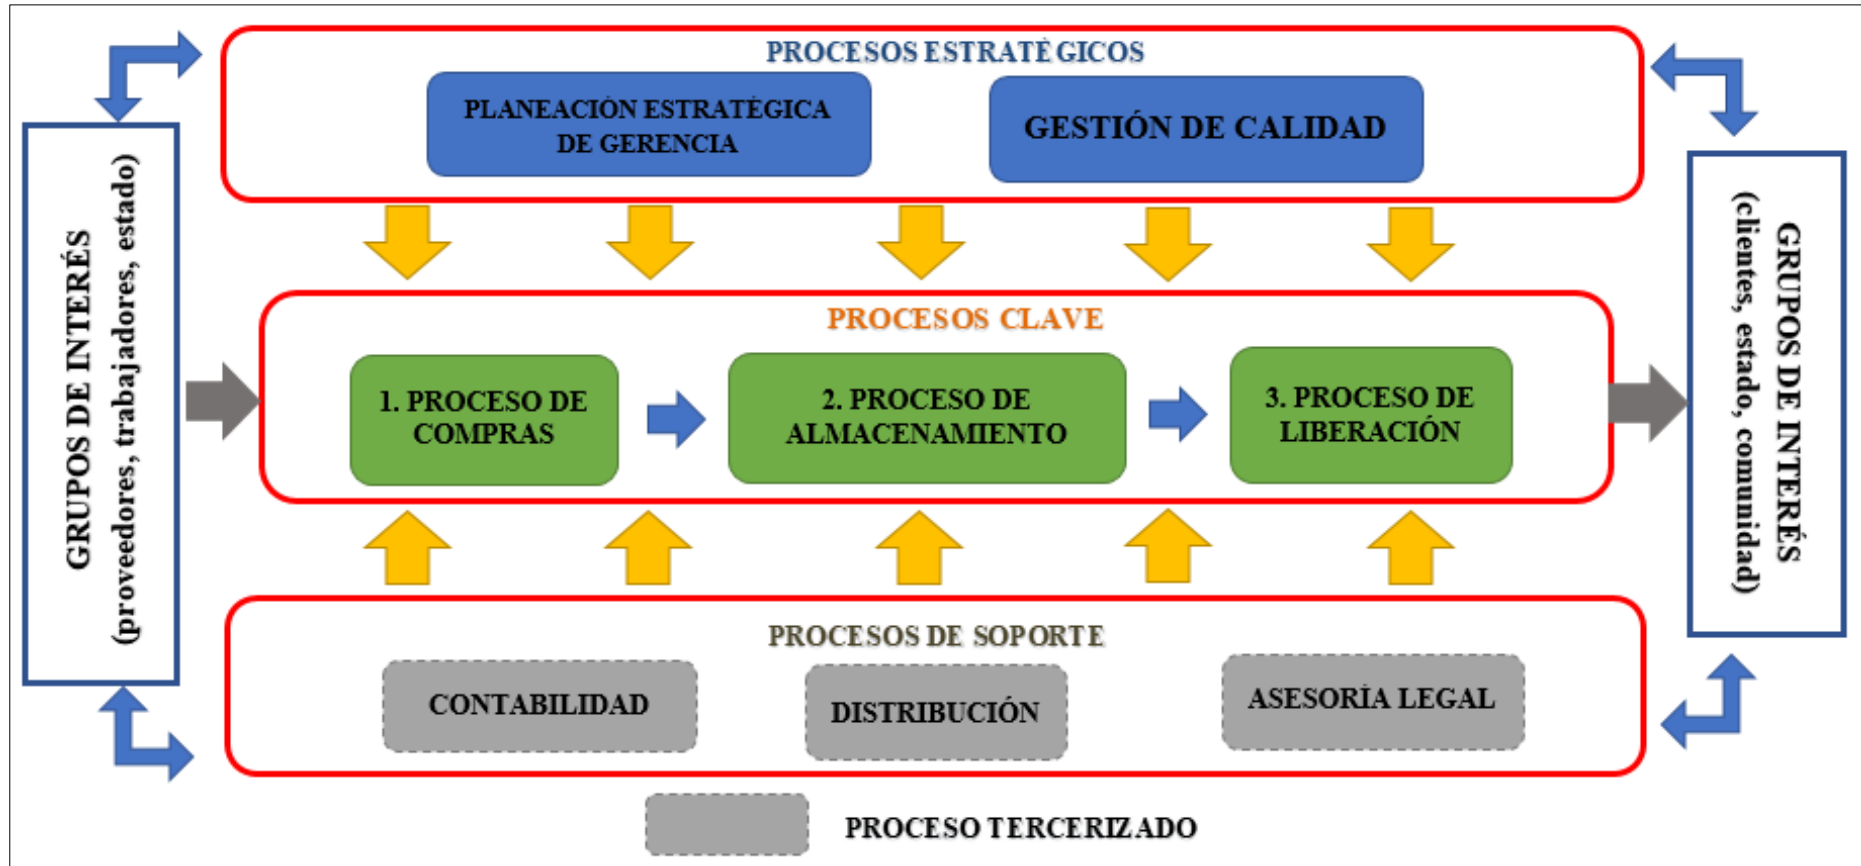 PROCESOS ESTRATÉGICOS
PLANEACIÓN ESTRATÉGICA
DE GERENCIA
GESTIÓN DE CALIDAD
GRUPOS DE INTERÉS
(proveedores, trabajadores, estado)
PROCESOS CLAVE
1. PROCESO DE
COMPRAS
2. PROCESO DE
ALMACENAMIENTO
3. PROCESO DE
LIBERACIÓN
GRUPOS DE INTERÉS
(clientes, estado, comunidad)
PROCESOS DE SOPORTE
CONTABILIDAD
DISTRIBUCIÓN
ASESORÍA LEGAL
PROCESO TERCERIZADO